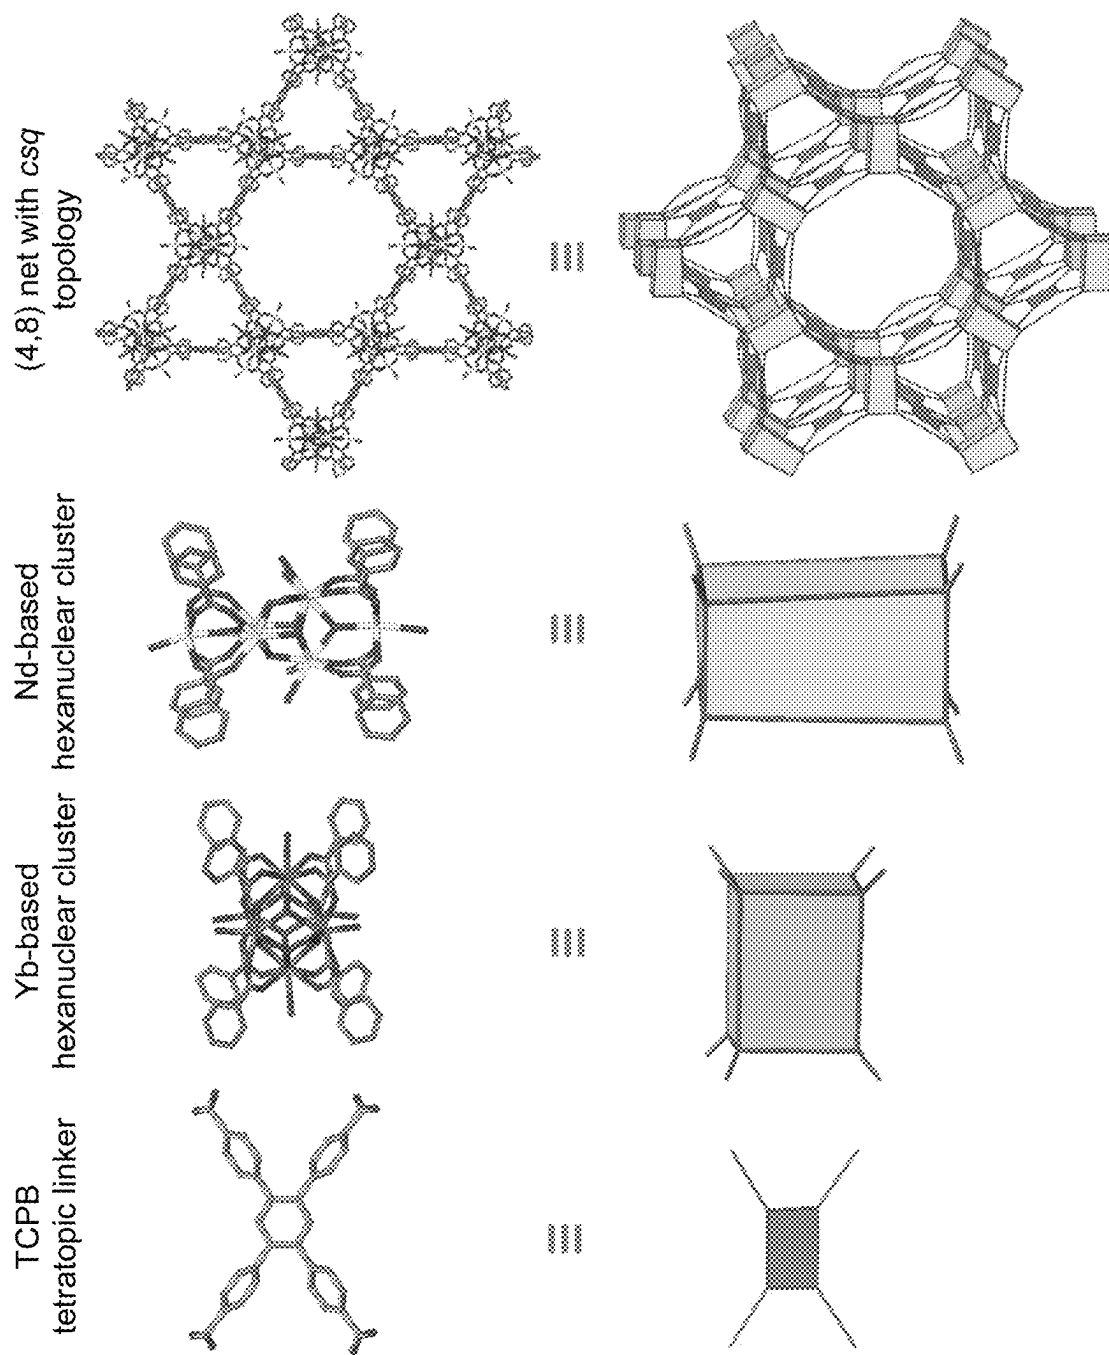 TCPB
tetratopic linker
Yb-based
hexanuclear cluster
Nd-based
hexanuclear cluster
(4,8) net with csq
topology